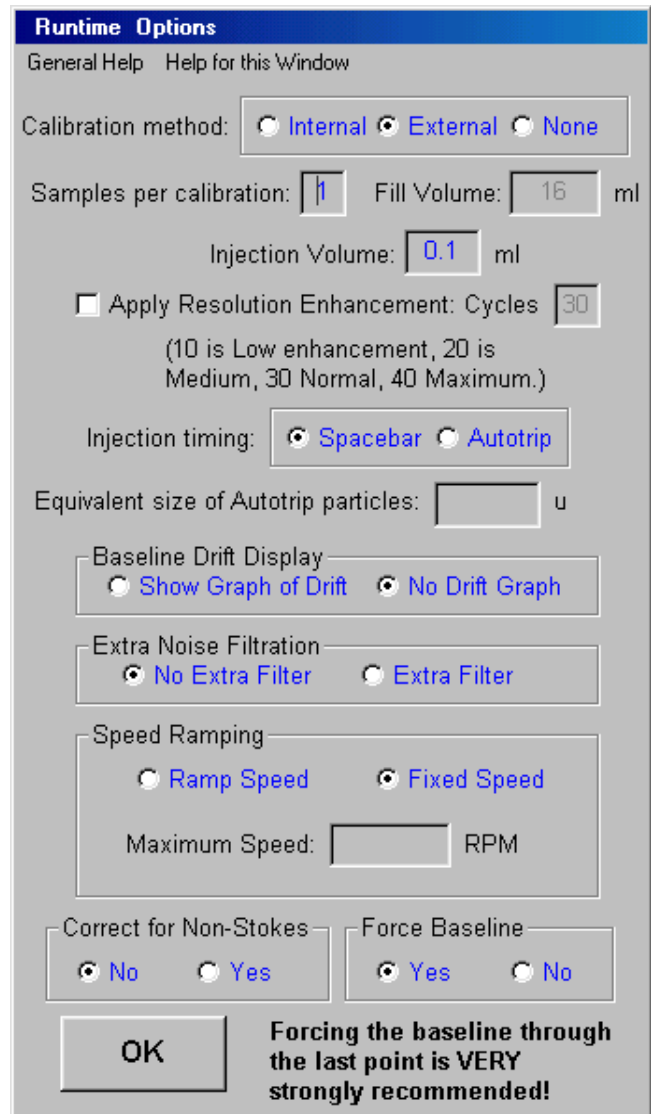 Runtime Options
General Help Help for this Window
Calibration method: Internal External None
Samples per calibration: 1 Fill Volume: 16 ml
Injection Volume: 0.1 ml
Apply Resolution Enhancement: Cycles 30
(10 is Low enhancement, 20 is
Medium, 30 Normal, 40 Maximum.)
Injection timing: Spacebar Autotrip
Equivalent size of Autotrip particles: u
Baseline Drift Display
Show Graph of Drift No Drift Graph
Extra Noise Filtration
No Extra Filter Extra Filter
Speed Ramping
Ramp Speed Fixed Speed
Maximum Speed: RPM
Correct for Non-Stokes Force Baseline
No Yes Yes No
OK
Forcing the baseline through
the last point is VERY
strongly recommended!